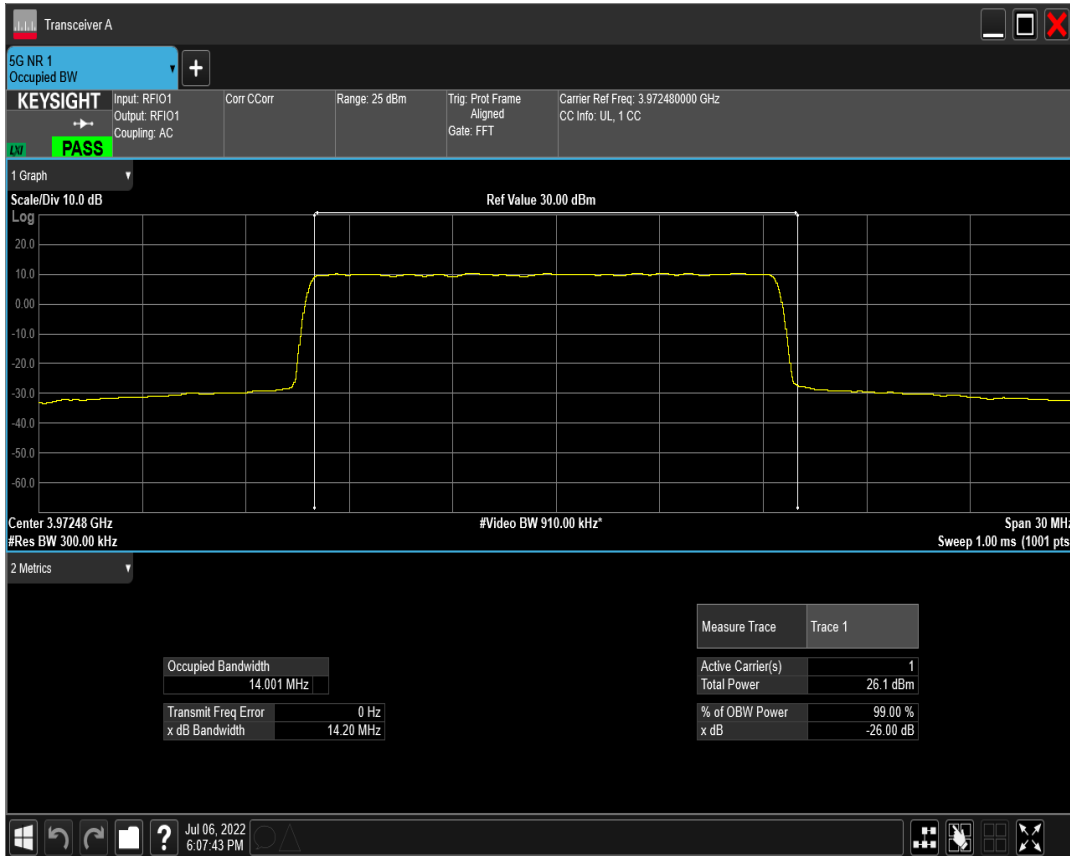 Transceiver A
5G NR 1
Occupied BW
+
KEYSIGHT
LXI
PASS
Input: RFIO1
Output: RFIO1
Coupling: AC
Corr CCorr
Range: 25 dBm
Trig: Prot Frame
Aligned
Gate: FFT
Carrier Ref Freq: 3.972480000 GHz
CC Info: UL, 1 CC
1 Graph
Scale/Div 10.0 dB
Ref Value 30.00 dBm
Log
20.0
10.0
0.00
-10.0
-20.0
-30.0
-40.0
-50.0
-60.0
Center 3.97248 GHz
#Video BW 910.00 kHz*
Span 30 MHz
#Res BW 300.00 kHz
Sweep 1.00 ms (1001 pts
2 Metrics
Measure Trace Trace 1
Occupied Bandwidth
14.001 MHz
Transmit Freq Error 0 Hz
x dB Bandwidth 14.20 MHz
Active Carrier(s) 1
Total Power 26.1 dBm
% of OBW Power 99.00 %
x dB -26.00 dB
?
Jul 06, 2022
6:07:43 PM